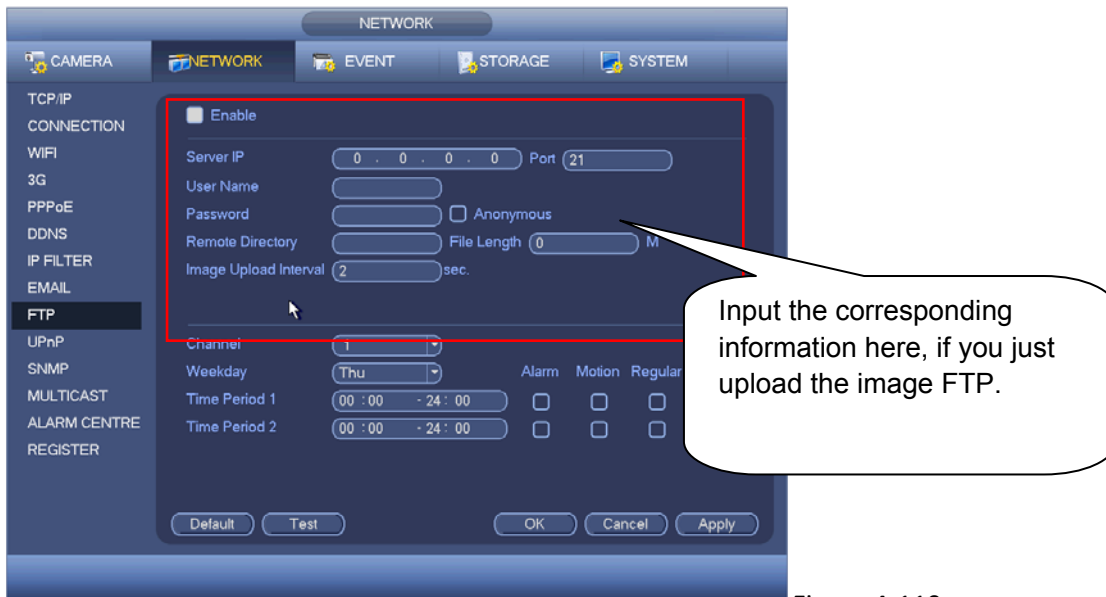 NETWORK
CAMERA NETWORK EVENT STORAGE SYSTEM
TCP/IP
CONNECTION
WIFI
3G
PPPoE
DDNS
IP FILTER
EMAIL
FTP
UPnP
SNMP
MULTICAST
ALARM CENTRE
REGISTER
Enable
Server IP 0 . 0 . 0 . 0 Port 21
User Name
Password Anonymous
Remote Directory File Length 0 M
Image Upload Interval 2 sec.
Channel 1
Weekday Thu Alarm Motion Regular
Time Period 1 00 : 00 - 24 : 00
Time Period 2 00 : 00 - 24 : 00
Default Test OK Cancel Apply
Input the corresponding
information here, if you just
upload the image FTP.